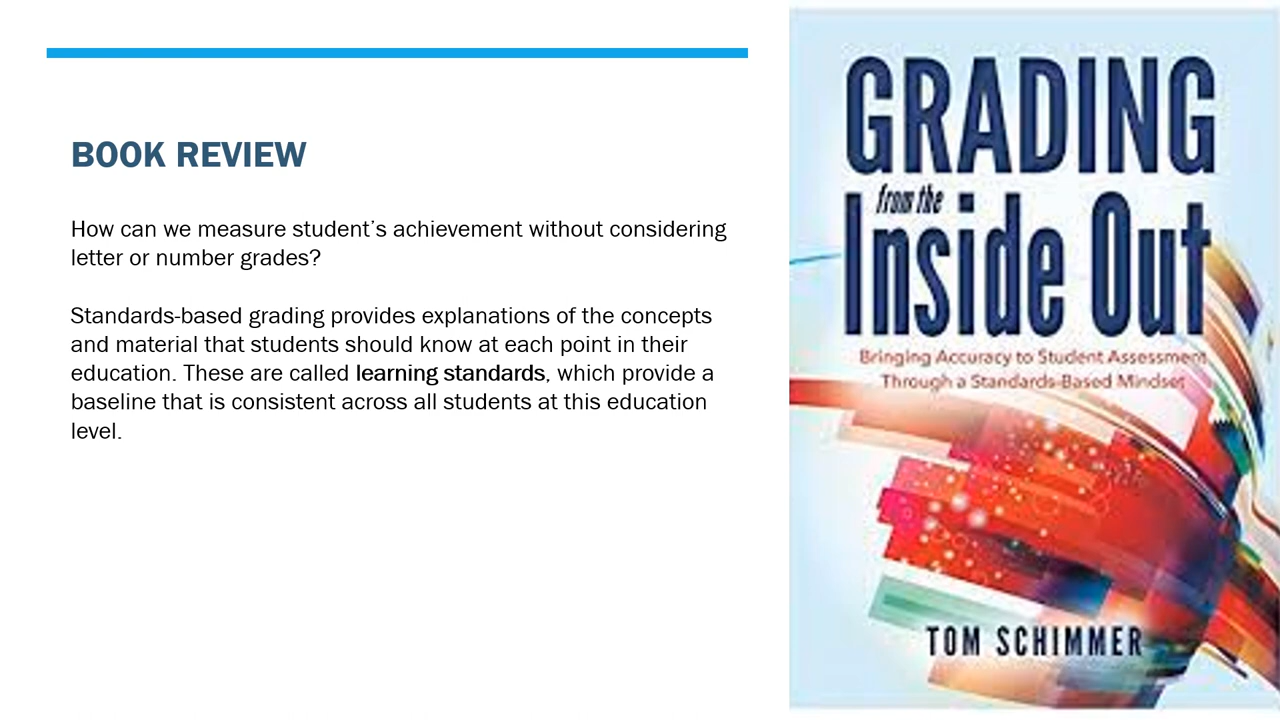 BOOK REVIEW
How can we measure student’s achievement without considering
letter or number grades?
Standards-based grading provides explanations of the concepts
and material that students should know at each point in their
education. These are called learning standards, which provide a
baseline that is consistent across all students at this education
level.
GRADING
from the
Inside Out
Bringing Accuracy to Student Assessment
Through a Standards-Based Mindset
TOM SCHIMMER